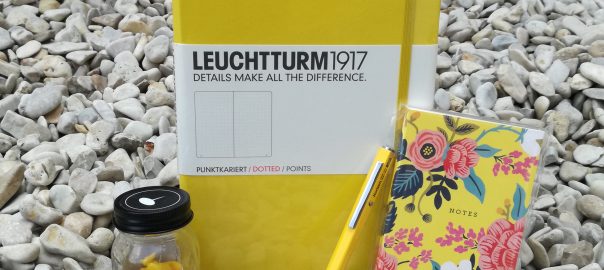 LEUCHTTURM1917
DETAILS MAKE ALL THE DIFFERENCE.
PUNKTKARIERT / DOTTED / POINTS
NOTES